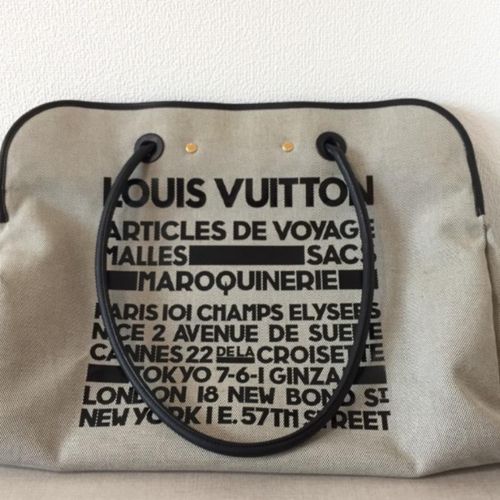 LOUIS VUITTON
ARTICLES DE VOYAGE
MALLES SACS
MAROQUINERIE
PARIS 101 CHAMPS ELYSEES
NICE 2 AVENUE DE SUEDE
CANNES 22 DE LA CROISETTE
TOKYO 7-6-1 GINZA
LONDON 18 NEW BOND ST
NEW YORK 1 E. 57TH STREET